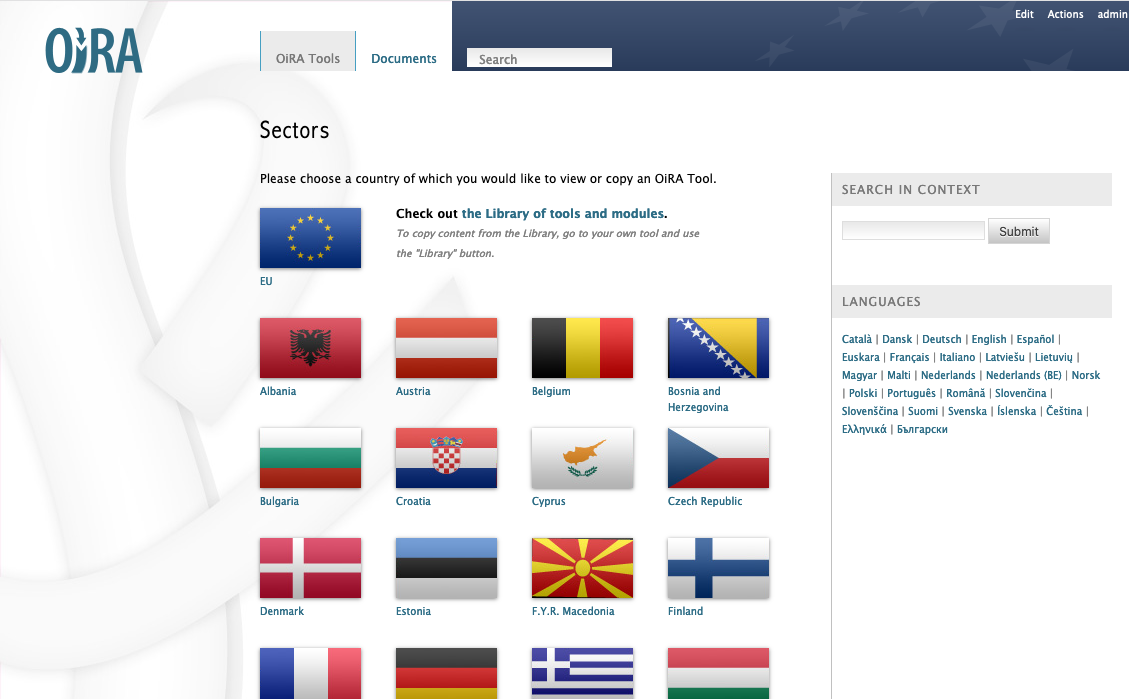 OiRA
OiRA Tools
Documents
Search
Edit Actions admin
Sectors
Please choose a country of which you would like to view or copy an OiRA Tool.
Check out the Library of tools and modules.
To copy content from the Library, go to your own tool and use
the "Library" button.
EU
Albania
Austria
Belgium
Bosnia and
Herzegovina
Bulgaria
Croatia
Cyprus
Czech Republic
Denmark
Estonia
F.Y.R. Macedonia
Finland
SEARCH IN CONTEXT
Submit
LANGUAGES
Català | Dansk | Deutsch | English | Español |
Euskara | Français | Italiano | Latviešu | Lietuvių |
Magyar | Malti | Nederlands | Nederlands (BE) | Norsk
| Polski | Português | Română | Slovenčina |
Slovenščina | Suomi | Svenska | Íslenska | Čeština |
Ελληνικά | Български